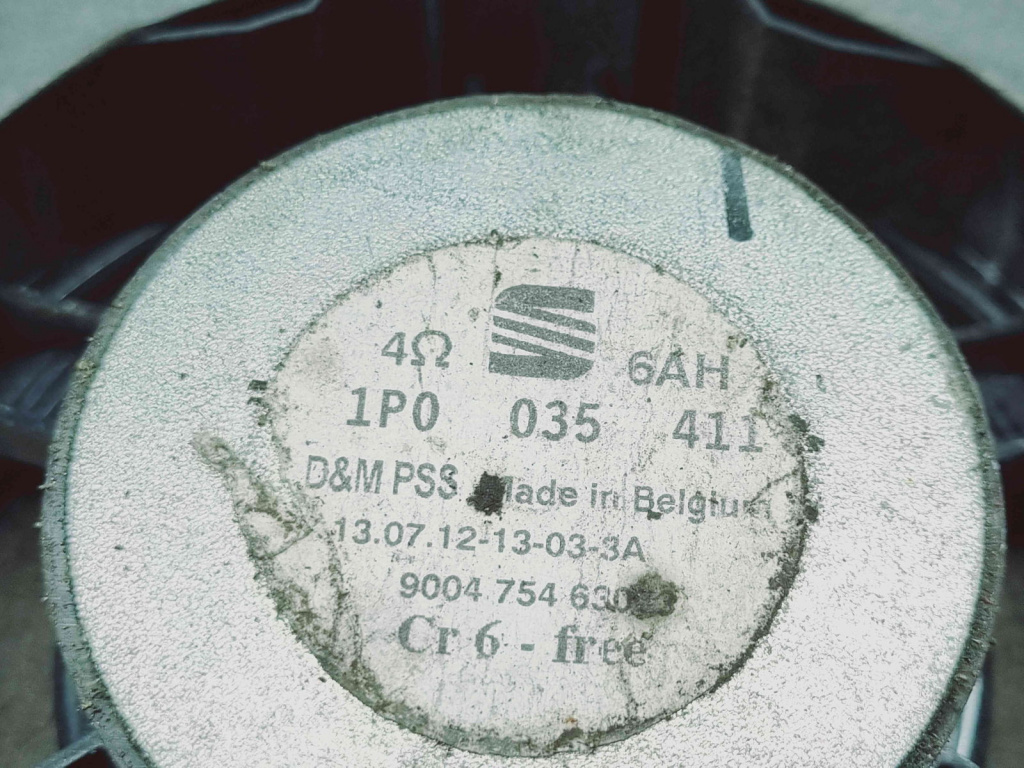 4Ω 6AH
1P0 035 411
D&M PSS Made in Belgium
13.07.12-13-03-3A
9004 754 630
Cr 6 - free